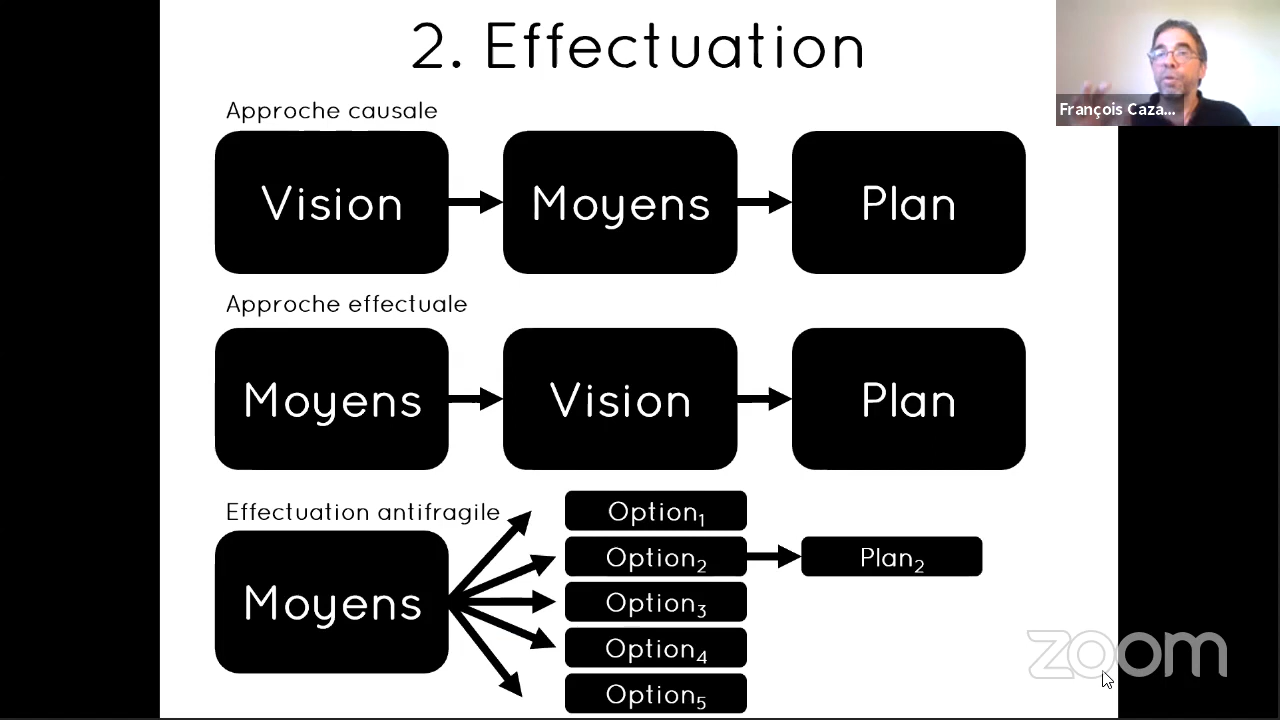 2. Effectuation
François Caza...
Approche causale
Vision
Moyens
Plan
Approche effectuale
Moyens
Vision
Plan
Effectuation antifragile
Moyens
Option₁
Option₂
Plan₂
Option₃
Option₄
Option₅
zoom